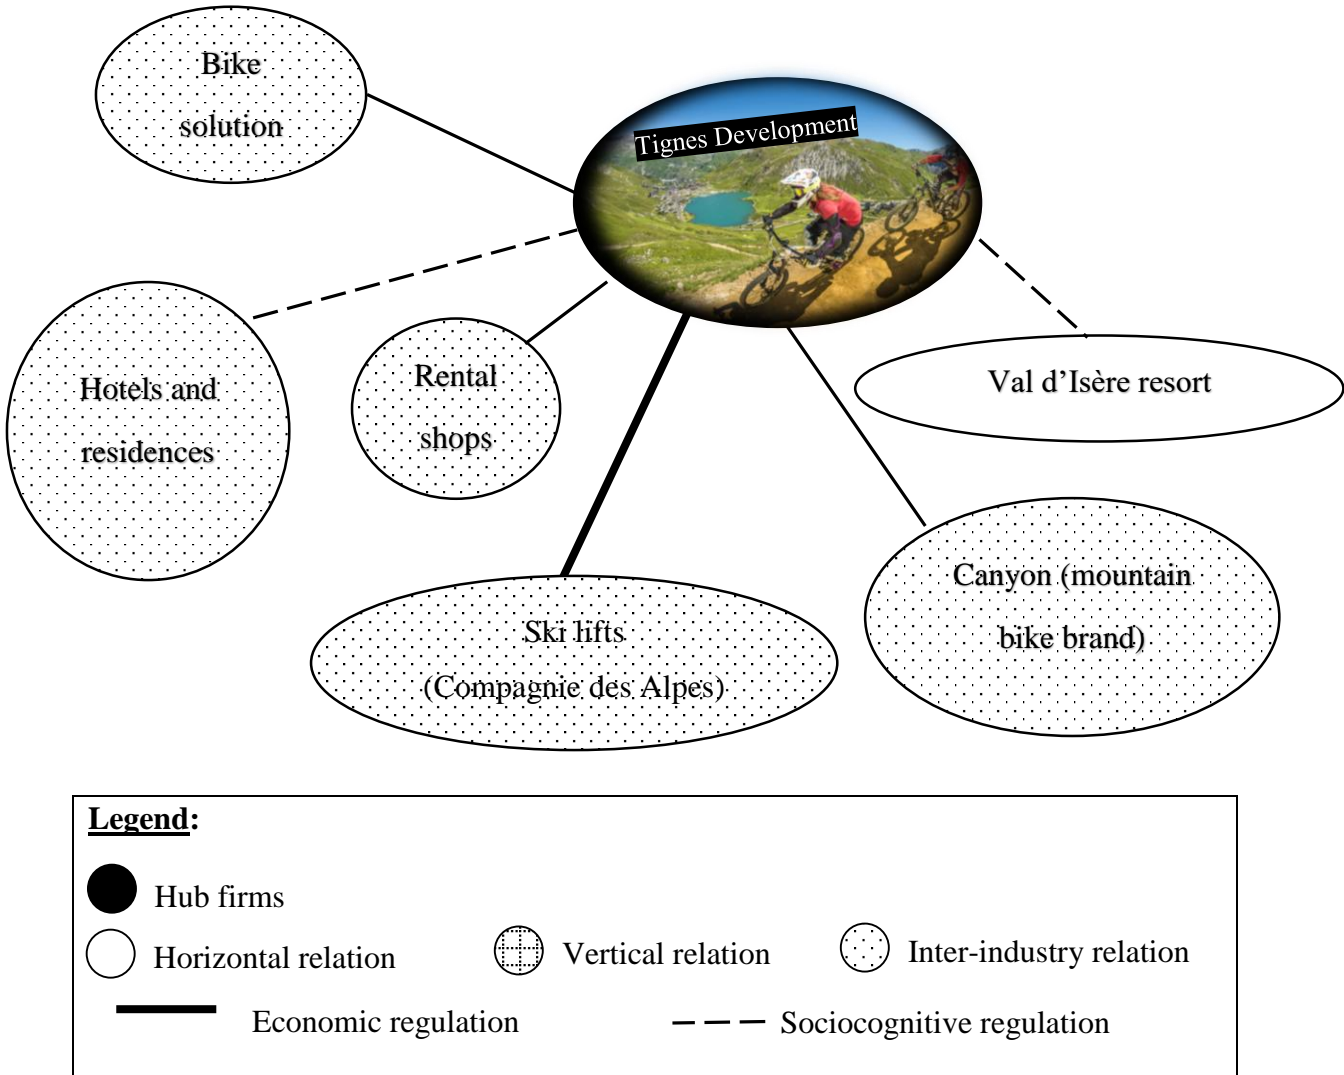 Bike
solution
Tignes Development
Hotels and
residences
Rental
shops
Val d’Isère resort
Canyon (mountain
bike brand)
Ski lifts
(Compagnie des Alpes)
Legend:
Hub firms
Horizontal relation
Vertical relation
Inter-industry relation
Economic regulation
Sociocognitive regulation